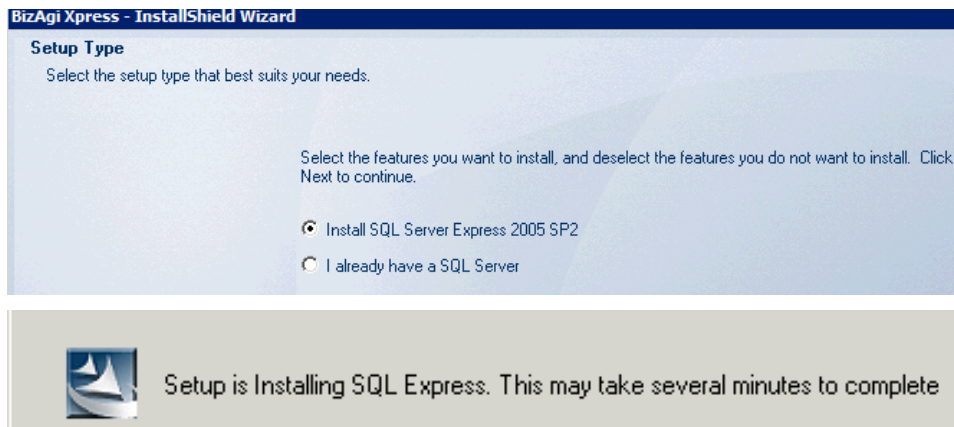 BizAgi Xpress - InstallShield Wizard
Setup Type
Select the setup type that best suits your needs.
Select the features you want to install, and deselect the features you do not want to install. Click
Next to continue.
Install SQL Server Express 2005 SP2
I already have a SQL Server
Setup is Installing SQL Express. This may take several minutes to complete